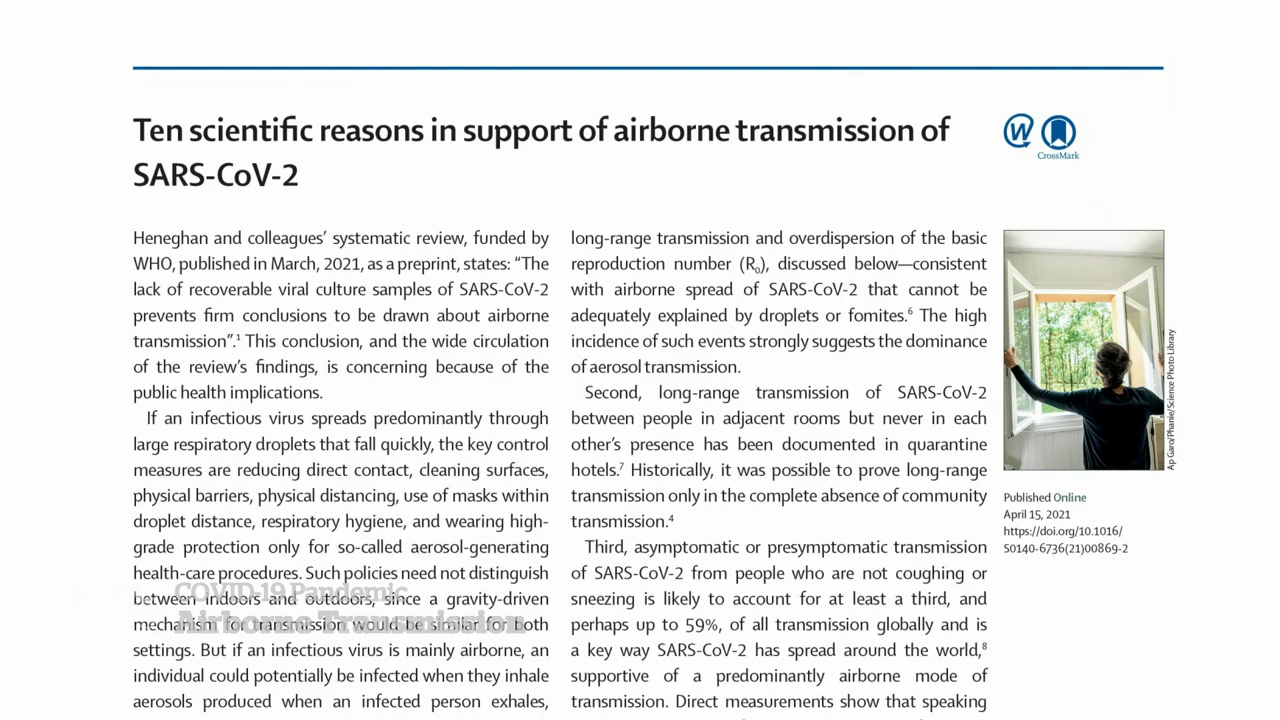 Ten scientific reasons in support of airborne transmission of
SARS-CoV-2
W
CrossMark
Heneghan and colleagues' systematic review, funded by
WHO, published in March, 2021, as a preprint, states: “The
lack of recoverable viral culture samples of SARS-CoV-2
prevents firm conclusions to be drawn about airborne
transmission”.¹ This conclusion, and the wide circulation
of the review's findings, is concerning because of the
public health implications.
If an infectious virus spreads predominantly through
large respiratory droplets that fall quickly, the key control
measures are reducing direct contact, cleaning surfaces,
physical barriers, physical distancing, use of masks within
droplet distance, respiratory hygiene, and wearing high-
grade protection only for so-called aerosol-generating
health-care procedures. Such policies need not distinguish
between indoors and outdoors, since a gravity-driven
mechanism for transmission would be similar for both
settings. But if an infectious virus is mainly airborne, an
individual could potentially be infected when they inhale
aerosols produced when an infected person exhales,
long-range transmission and overdispersion of the basic
reproduction number (R₀), discussed below—consistent
with airborne spread of SARS-CoV-2 that cannot be
adequately explained by droplets or fomites.⁶ The high
incidence of such events strongly suggests the dominance
of aerosol transmission.
Second, long-range transmission of SARS-CoV-2
between people in adjacent rooms but never in each
other's presence has been documented in quarantine
hotels.⁷ Historically, it was possible to prove long-range
transmission only in the complete absence of community
transmission.⁴
Third, asymptomatic or presymptomatic transmission
of SARS-CoV-2 from people who are not coughing or
sneezing is likely to account for at least a third, and
perhaps up to 59%, of all transmission globally and is
a key way SARS-CoV-2 has spread around the world,⁸
supportive of a predominantly airborne mode of
transmission. Direct measurements show that speaking
Ap Garo/Phanie/Science Photo Library
Published Online
April 15, 2021
https://doi.org/10.1016/
S0140-6736(21)00869-2
COVID-19 Pandemic
Airborne Transmission